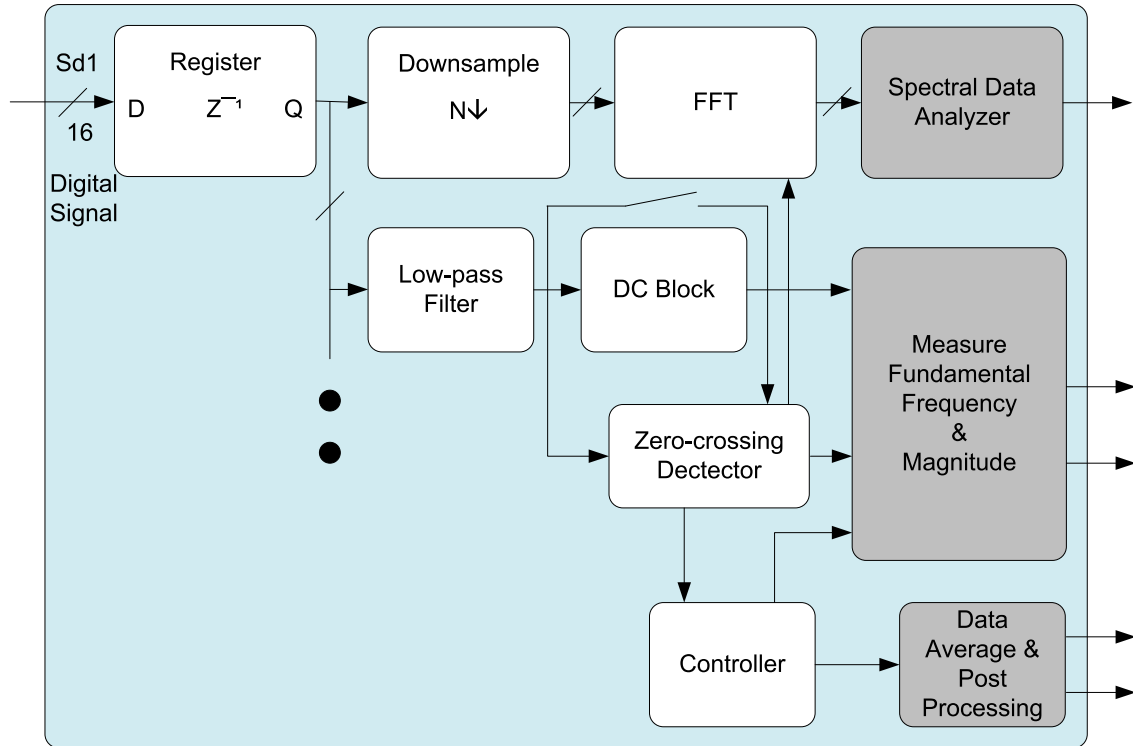 Sd1
16
Digital
Signal
Register
D Z⁻¹ Q
Downsample
N↓
FFT
Spectral Data
Analyzer
Low-pass
Filter
DC Block
Measure
Fundamental
Frequency
&
Magnitude
Zero-crossing
Dectector
Controller
Data
Average &
Post
Processing